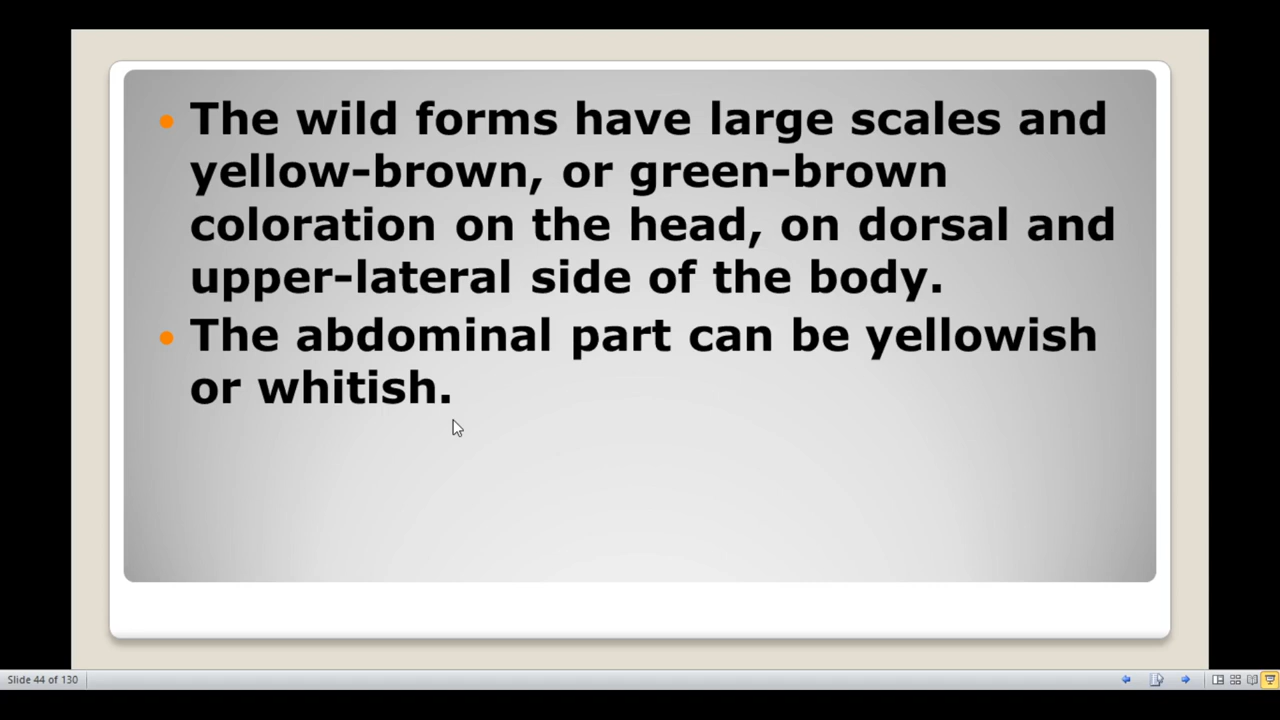 • The wild forms have large scales and
yellow-brown, or green-brown
coloration on the head, on dorsal and
upper-lateral side of the body.
• The abdominal part can be yellowish
or whitish.
Slide 44 of 130